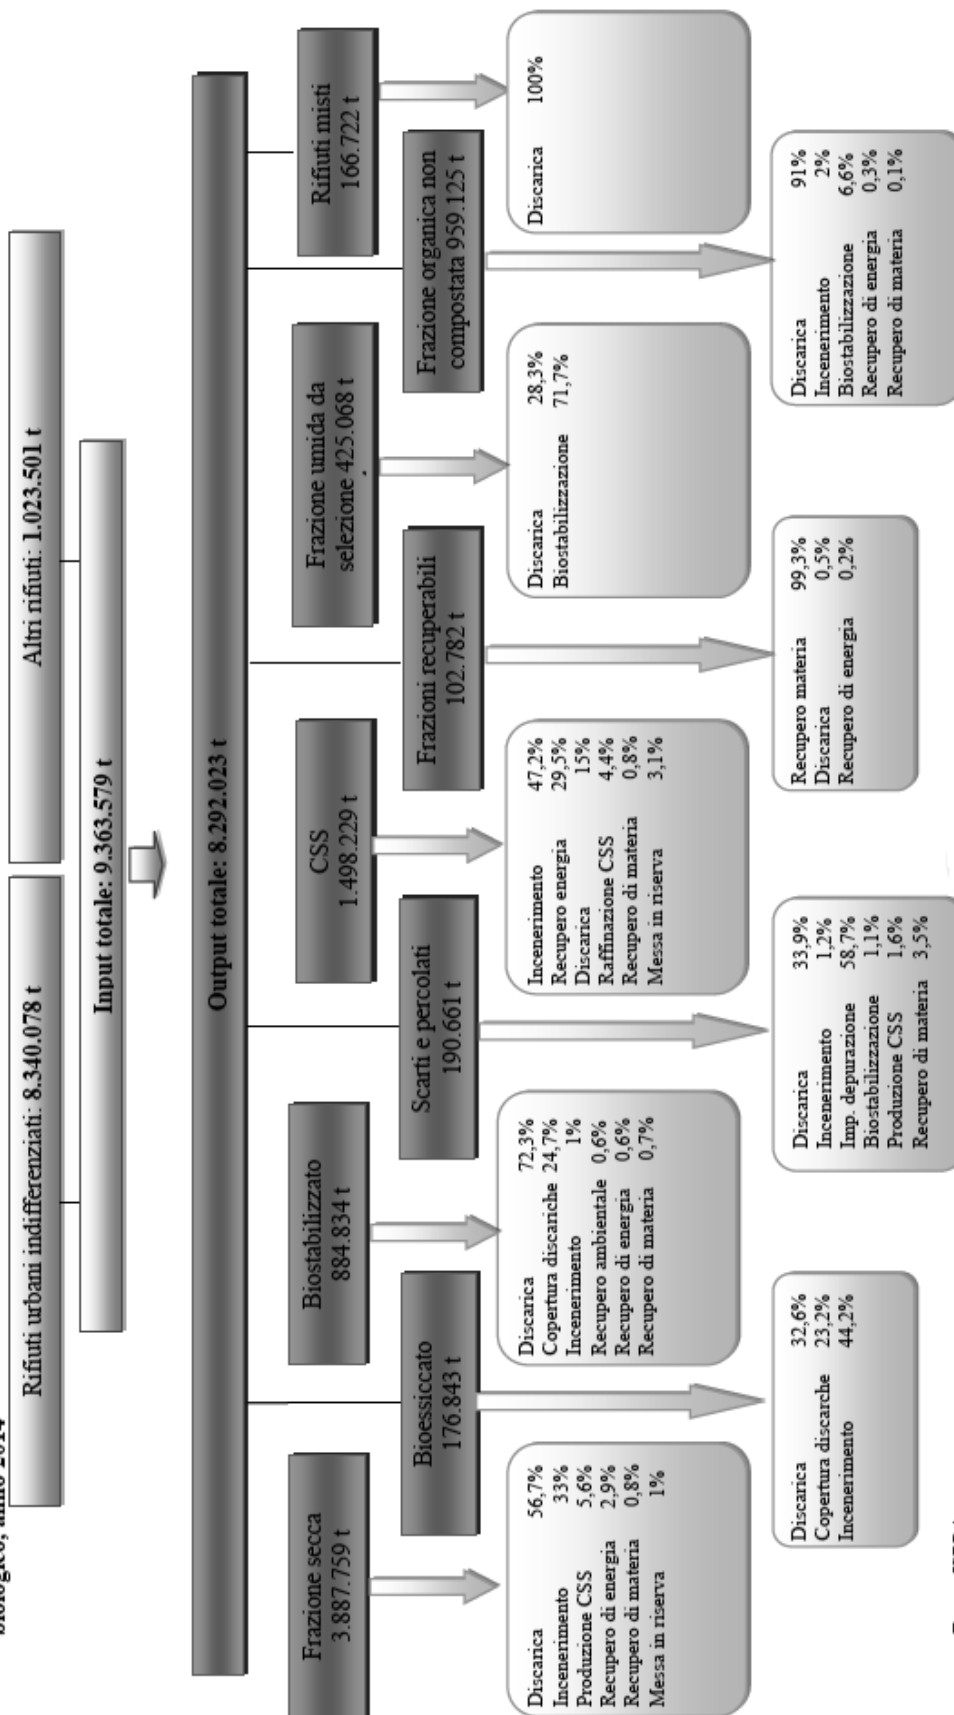 biologico, anno 2014
Rifiuti urbani indifferenziati: 8.340.078 t
Altri rifiuti: 1.023.501 t
Input totale: 9.363.579 t
Output totale: 8.292.023 t
Frazione secca
3.887.759 t
Biostabilizzato
884.834 t
CSS
1.498.229 t
Frazione umida da
selezione 425.068 t
Rifiuti misti
166.722 t
Bioessiccato
176.843 t
Scarti e percolati
190.661 t
Frazioni recuperabili
102.782 t
Frazione organica non
compostata 959.125 t
Discarica 56,7%
Incenerimento 33%
Produzione CSS 5,6%
Recupero di energia 2,9%
Recupero di materia 0,8%
Messa in riserva 1%
Discarica 72,3%
Copertura discariche 24,7%
Incenerimento 1%
Recupero ambientale 0,6%
Recupero di energia 0,6%
Recupero di materia 0,7%
Incenerimento 47,2%
Recupero energia 29,5%
Discarica 15%
Raffinazione CSS 4,4%
Recupero di materia 0,8%
Messa in riserva 3,1%
Discarica 28,3%
Biostabilizzazione 71,7%
Discarica 100%
Discarica 32,6%
Copertura discarche 23,2%
Incenerimento 44,2%
Discarica 33,9%
Incenerimento 1,2%
Imp. depurazione 58,7%
Biostabilizzazione 1,1%
Produzione CSS 1,6%
Recupero di materia 3,5%
Recupero materia 99,3%
Discarica 0,5%
Recupero di energia 0,2%
Discarica 91%
Incenerimento 2%
Biostabilizzazione 6,6%
Recupero di energia 0,3%
Recupero di materia 0,1%